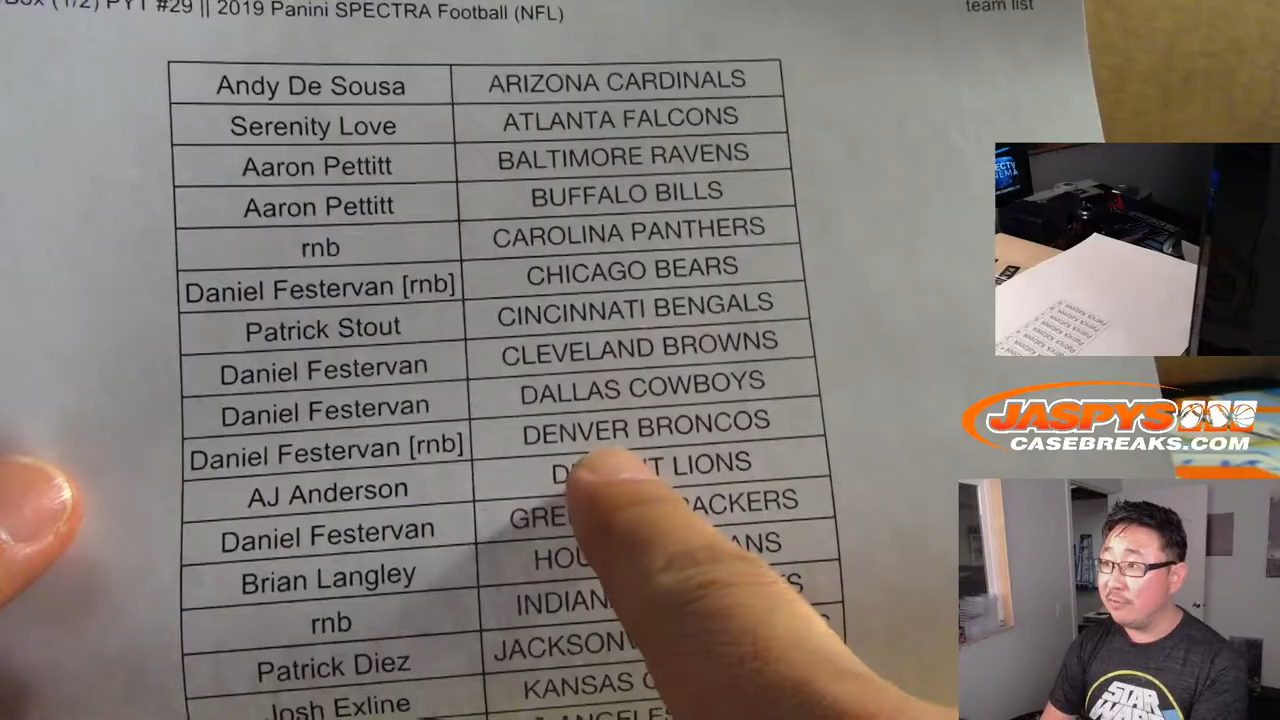 PYT #29 || 2019 Panini SPECTRA Football (NFL)
team list
Andy De Sousa ARIZONA CARDINALS
Serenity Love ATLANTA FALCONS
Aaron Pettitt BALTIMORE RAVENS
Aaron Pettitt BUFFALO BILLS
rnb CAROLINA PANTHERS
Daniel Festervan [rnb] CHICAGO BEARS
Patrick Stout CINCINNATI BENGALS
Daniel Festervan CLEVELAND BROWNS
Daniel Festervan DALLAS COWBOYS
Daniel Festervan [rnb] DENVER BRONCOS
AJ Anderson LIONS
Daniel Festervan
Brian Langley
rnb
Patrick Diez
Josh Exline KANSAS
JASPYS
CASEBREAKS.COM
STAR